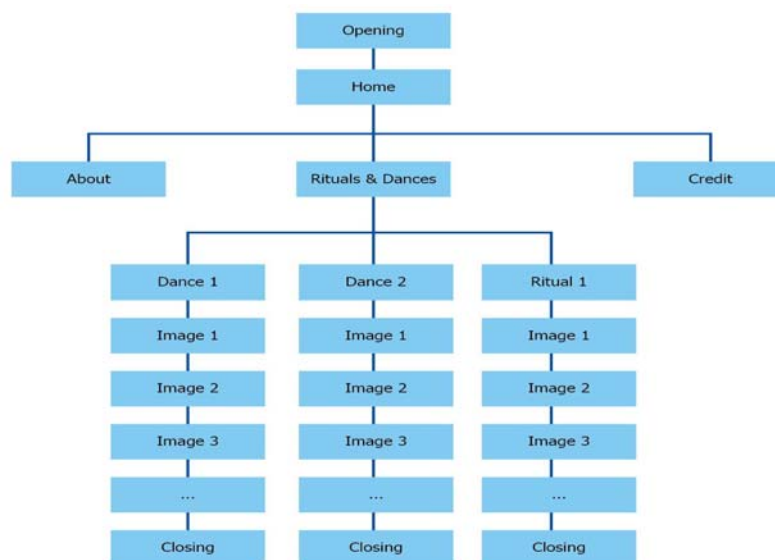 Opening
Home
About
Rituals & Dances
Credit
Dance 1
Dance 2
Ritual 1
Image 1
Image 1
Image 1
Image 2
Image 2
Image 2
Image 3
Image 3
Image 3
...
...
...
Closing
Closing
Closing